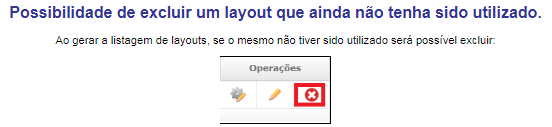 Possibilidade de excluir um layout que ainda não tenha sido utilizado.
Ao gerar a listagem de layouts, se o mesmo não tiver sido utilizado será possível excluir:
Operações